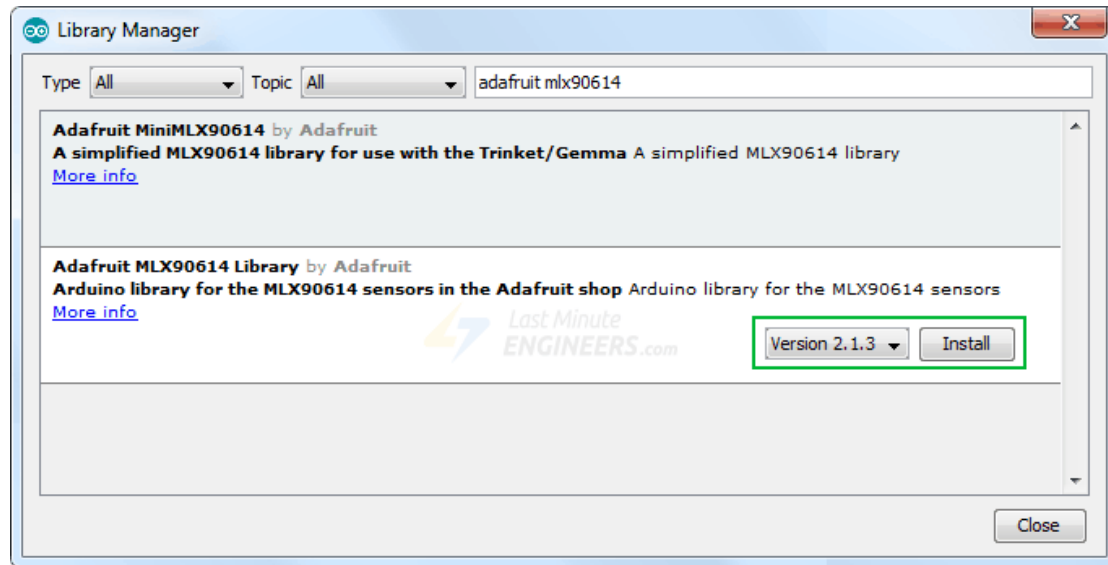 Library Manager
Type All Topic All adafruit mlx90614
Adafruit MiniMLX90614 by Adafruit
A simplified MLX90614 library for use with the Trinket/Gemma A simplified MLX90614 library
More info
Adafruit MLX90614 Library by Adafruit
Arduino library for the MLX90614 sensors in the Adafruit shop Arduino library for the MLX90614 sensors
More info
Last Minute
ENGINEERS.com
Version 2.1.3 Install
Close